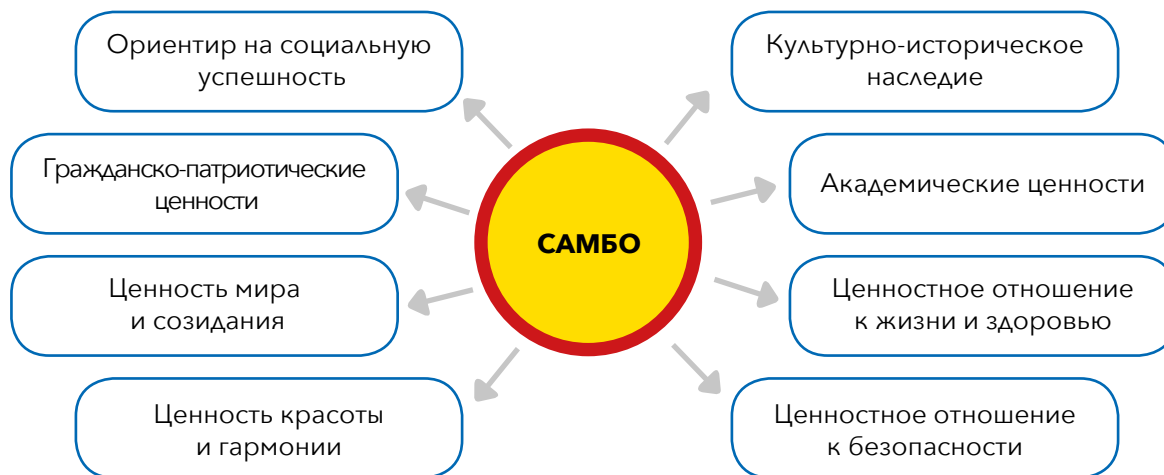 Ориентир на социальную
успешность
Гражданско-патриотические
ценности
Ценность мира
и созидания
Ценность красоты
и гармонии
САМБО
Культурно-историческое
наследие
Академические ценности
Ценностное отношение
к жизни и здоровью
Ценностное отношение
к безопасности